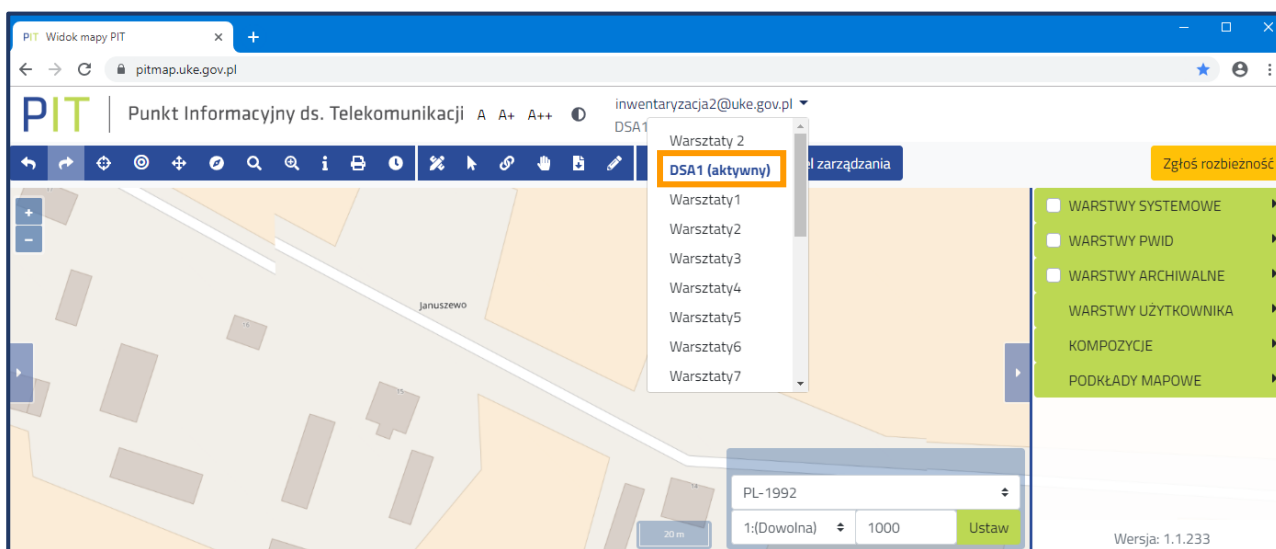 PIT Widok mapy PIT
pitmap.uke.gov.pl
PIT Punkt Informacyjny ds. Telekomunikacji A A+ A++
inwentaryzacja2@uke.gov.pl
DSA1
Warsztaty 2
DSA1 (aktywny)
Warsztaty1
Warsztaty2
Warsztaty3
Warsztaty4
Warsztaty5
Warsztaty6
Warsztaty7
zarządzania
Zgłoś rozbieżność
WARSTWY SYSTEMOWE
WARSTWY PWID
WARSTWY ARCHIWALNE
WARSTWY UŻYTKOWNIKA
KOMPOZYCJE
PODKŁADY MAPOWE
Januszewo
20 m
PL-1992
1:(Dowolna) 1000 Ustaw
Wersja: 1.1.233